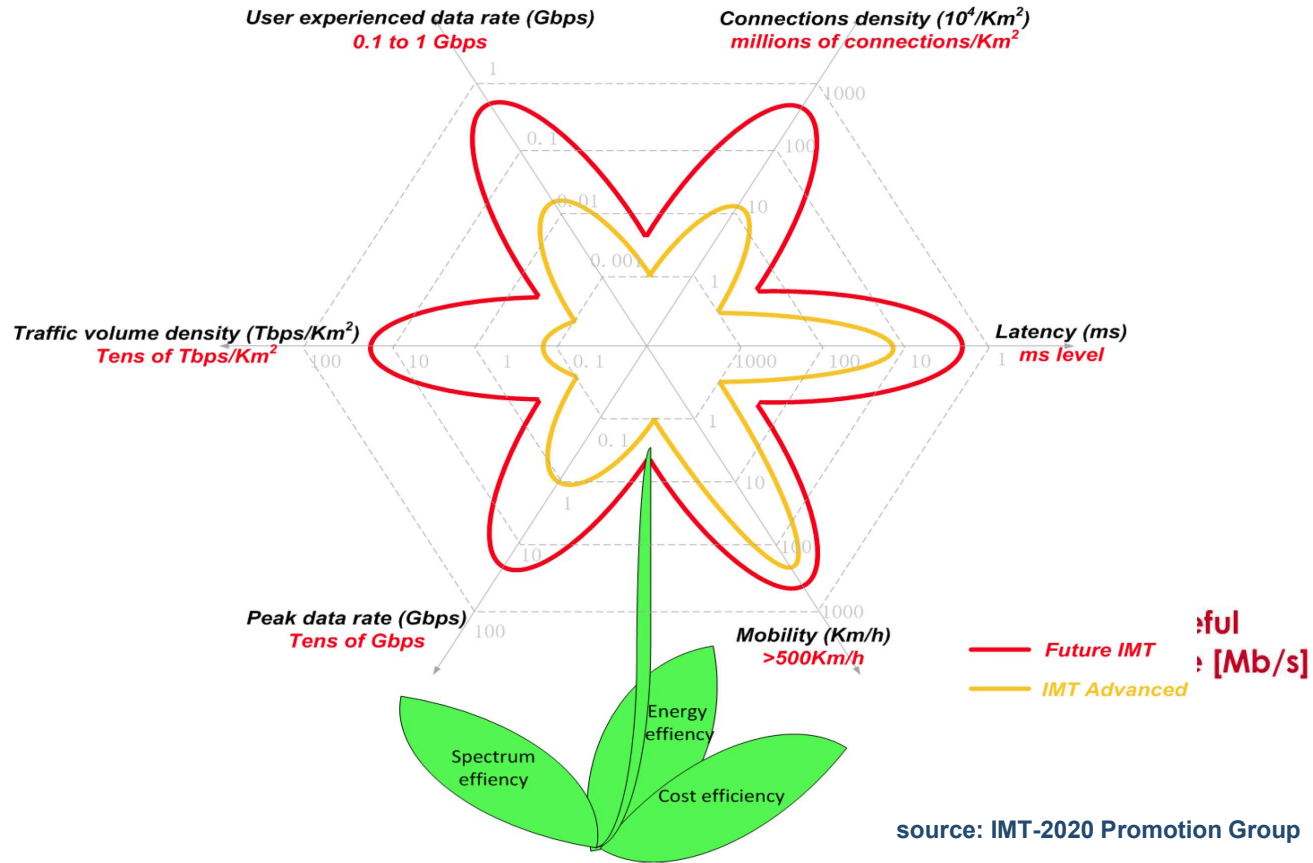 User experienced data rate (Gbps)
0.1 to 1 Gbps
Connections density (10⁴/Km²)
millions of connections/Km²
1
1000
0.1
100
0.01
10
0.001
1
Traffic volume density (Tbps/Km²)
Tens of Tbps/Km²
Latency (ms)
ms level
100
10
1
0.1
1000
100
10
1
0.1
1
1
10
10
100
100
1000
Peak data rate (Gbps)
Tens of Gbps
Mobility (Km/h)
>500Km/h
eful
Future IMT
e [Mb/s]
IMT Advanced
Energy
effiency
Spectrum
effiency
Cost efficiency
source: IMT-2020 Promotion Group